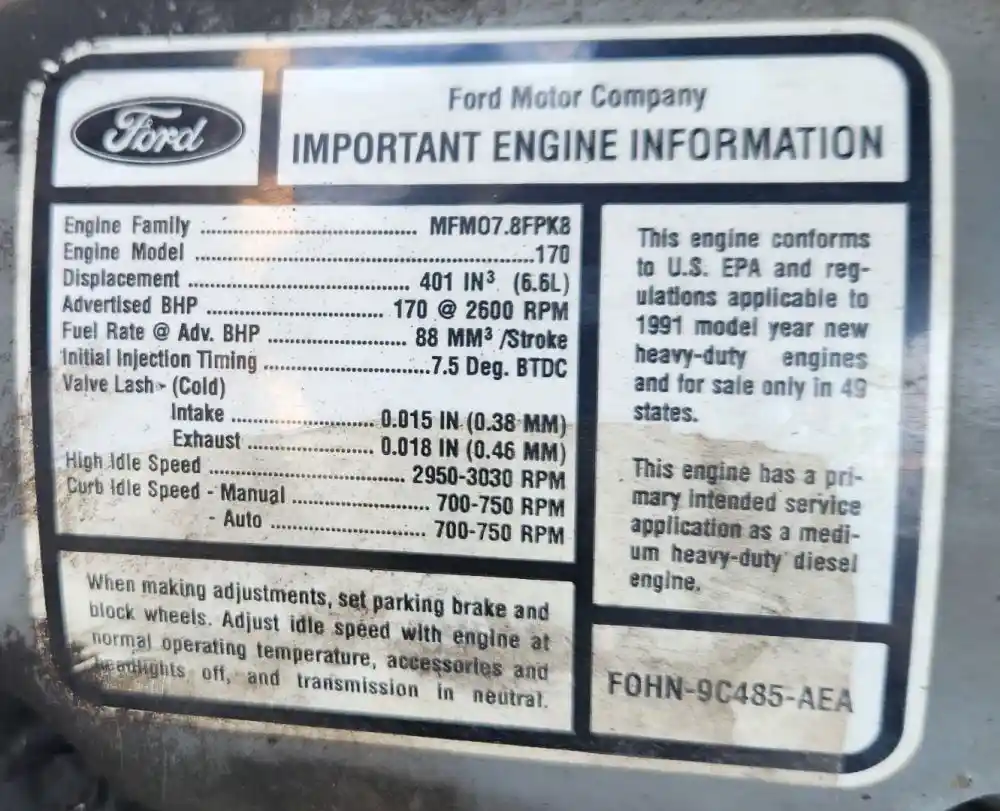 Ford
Ford Motor Company
IMPORTANT ENGINE INFORMATION
Engine Family .......... MFM07.8FPK8
Engine Model .......... 170
Displacement .......... 401 IN³ (6.6L)
Advertised BHP .......... 170 @ 2600 RPM
Fuel Rate @ Adv. BHP .......... 88 MM³ /Stroke
Initial Injection Timing .......... 7.5 Deg. BTDC
Valve Lash - (Cold)
Intake .......... 0.015 IN (0.38 MM)
Exhaust .......... 0.018 IN (0.46 MM)
High Idle Speed .......... 2950-3030 RPM
Curb Idle Speed - Manual .......... 700-750 RPM
- Auto .......... 700-750 RPM
When making adjustments, set parking brake and
block wheels. Adjust idle speed with engine at
normal operating temperature, accessories and
headlights off, and transmission in neutral.
This engine conforms
to U.S. EPA and reg-
ulations applicable to
1991 model year new
heavy-duty engines
and for sale only in 49
states.
This engine has a pri-
mary intended service
application as a medi-
um heavy-duty diesel
engine.
FOHN-9C485-AEA